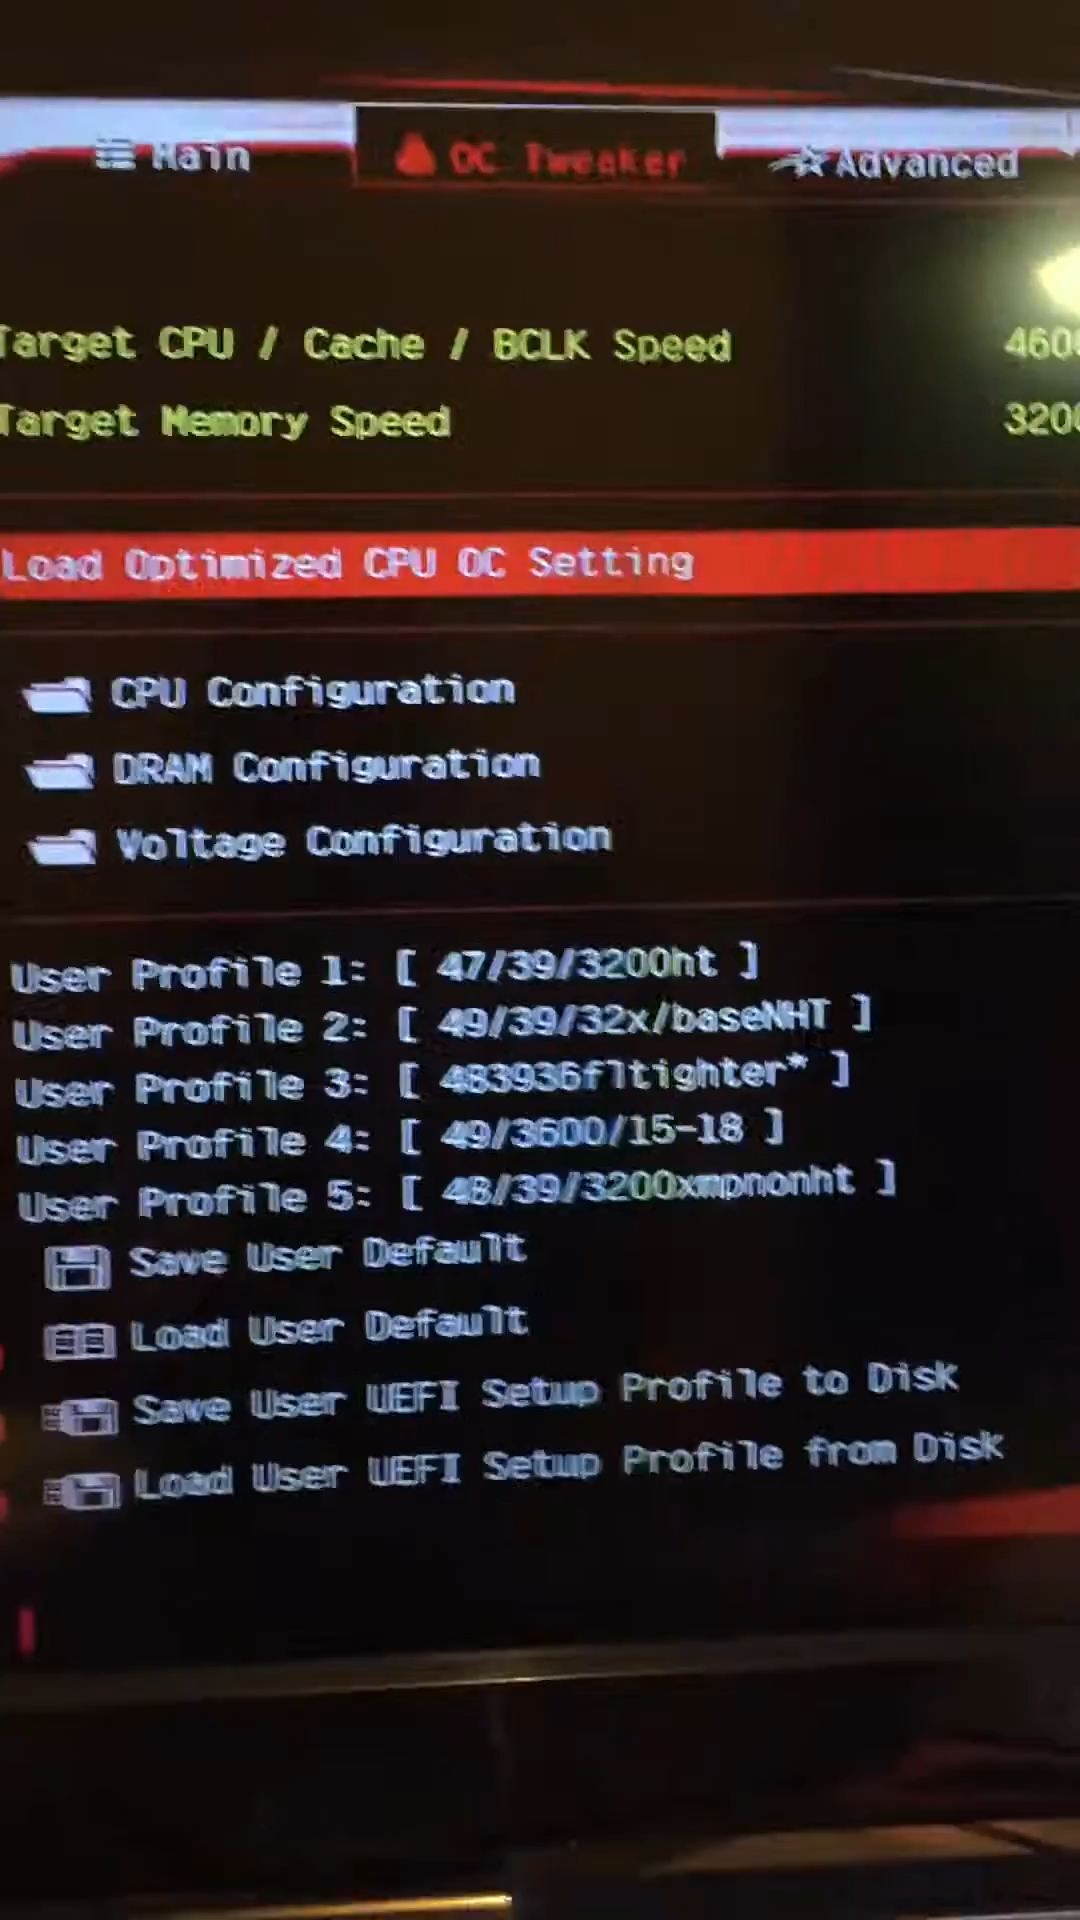 Main OC Tweaker Advanced
Target CPU / Cache / BCLK Speed 460
Target Memory Speed 320
Load Optimized CPU OC Setting
CPU Configuration
DRAM Configuration
Voltage Configuration
User Profile 1: [ 47/39/3200ht ]
User Profile 2: [ 49/39/32x/baseNHT ]
User Profile 3: [ 483936fltighter* ]
User Profile 4: [ 49/3600/15-18 ]
User Profile 5: [ 48/39/3200xmpnonht ]
Save User Default
Load User Default
Save User UEFI Setup Profile to Disk
Load User UEFI Setup Profile from Disk